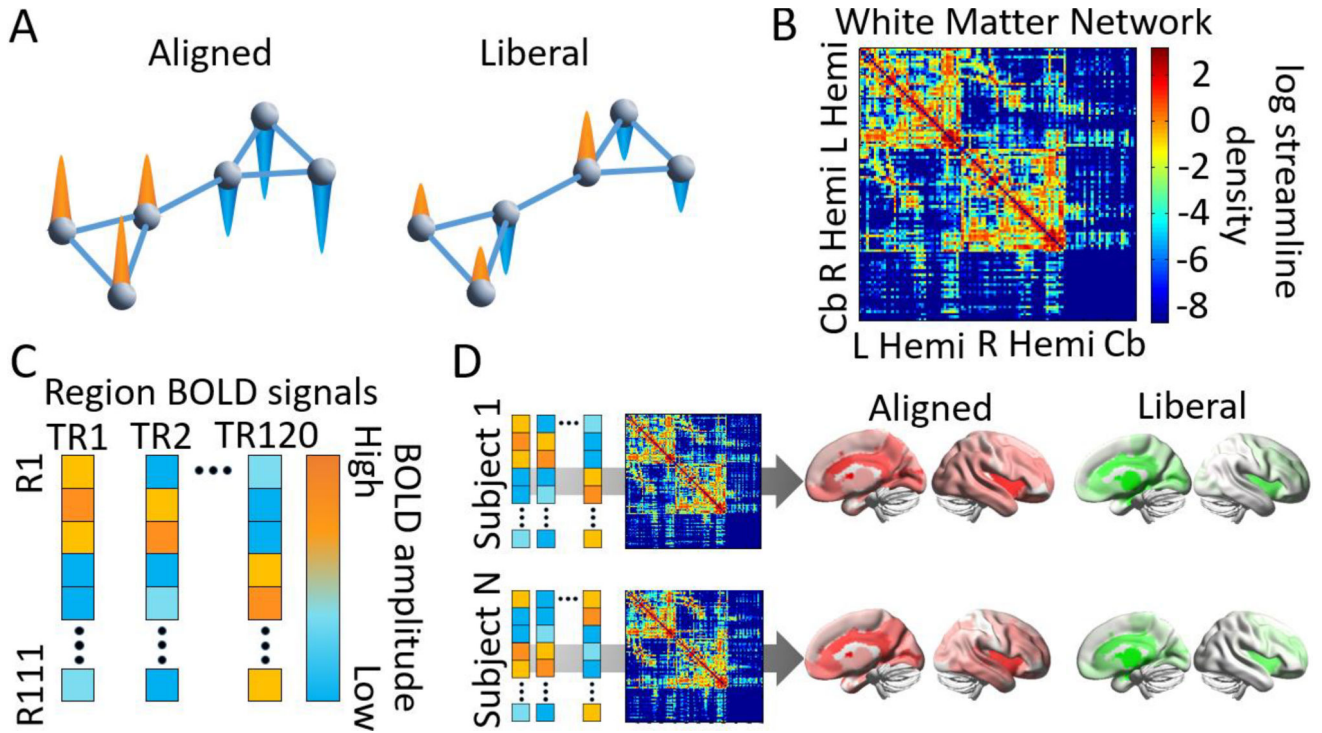 A
Aligned
Liberal
B
White Matter Network
L Hemi
R Hemi
Cb
2
0
-2
-4
-6
-8
log streamline
density
L Hemi R Hemi Cb
C
Region BOLD signals
TR1 TR2 TR120
R1
R111
High
Low
BOLD amplitude
D
Subject 1
Subject N
Aligned
Liberal